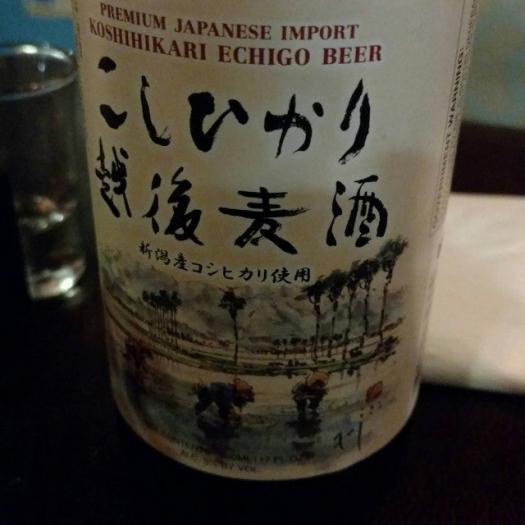 PREMIUM JAPANESE IMPORT
KOSHIHIKARI ECHIGO BEER
こしひかり
越後麦酒
新潟産コシヒカリ使用